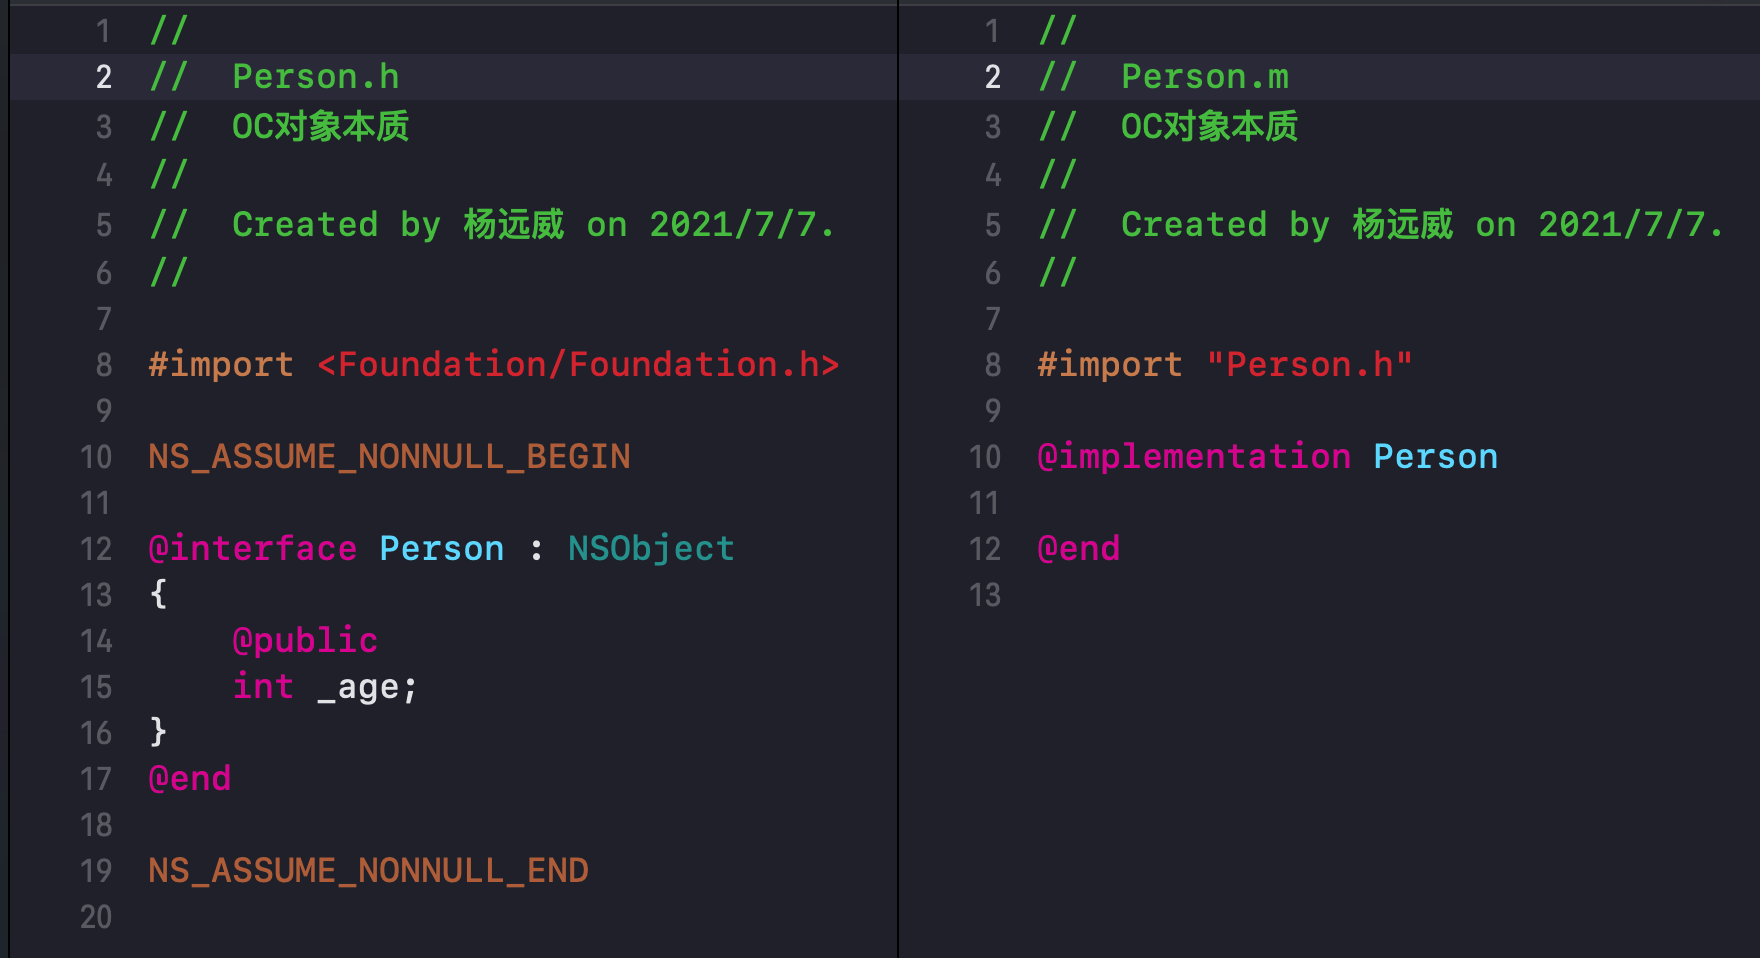 1 //
2 //  Person.h
3 //  OC对象本质
4 //
5 //  Created by 杨远威 on 2021/7/7.
6 //
7
8 #import <Foundation/Foundation.h>
9
10 NS_ASSUME_NONNULL_BEGIN
11
12 @interface Person : NSObject
13 {
14     @public
15     int _age;
16 }
17 @end
18
19 NS_ASSUME_NONNULL_END
20
1 //
2 //  Person.m
3 //  OC对象本质
4 //
5 //  Created by 杨远威 on 2021/7/7.
6 //
7
8 #import "Person.h"
9
10 @implementation Person
11
12 @end
13